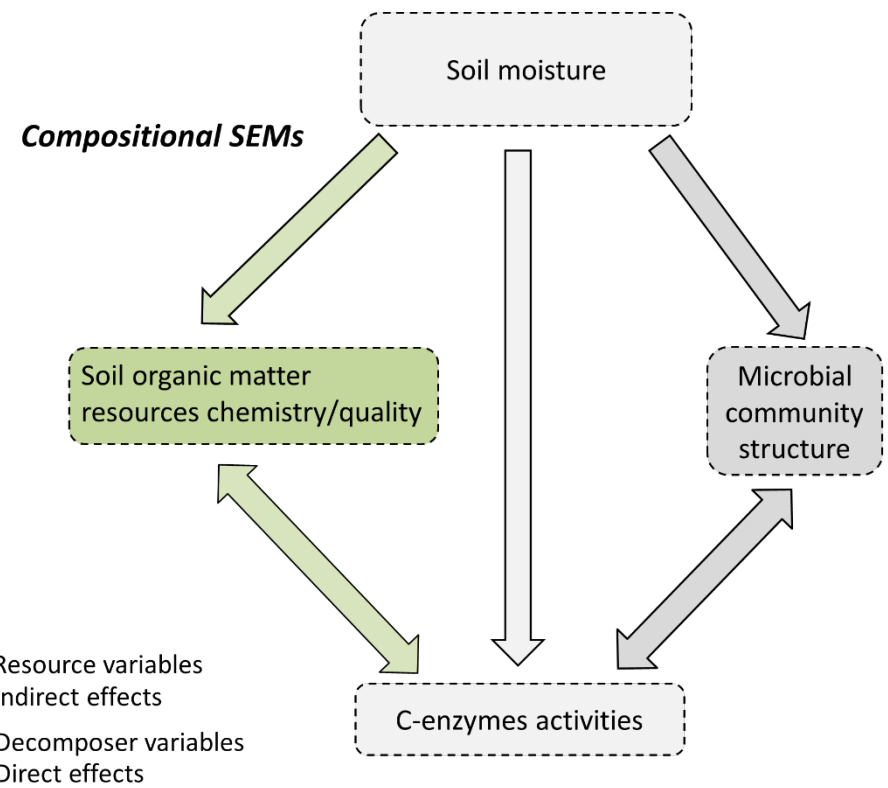 Soil moisture
Compositional SEMs
Soil organic matter
resources chemistry/quality
Microbial
community
structure
Resource variables
Indirect effects
Decomposer variables
Direct effects
C-enzymes activities